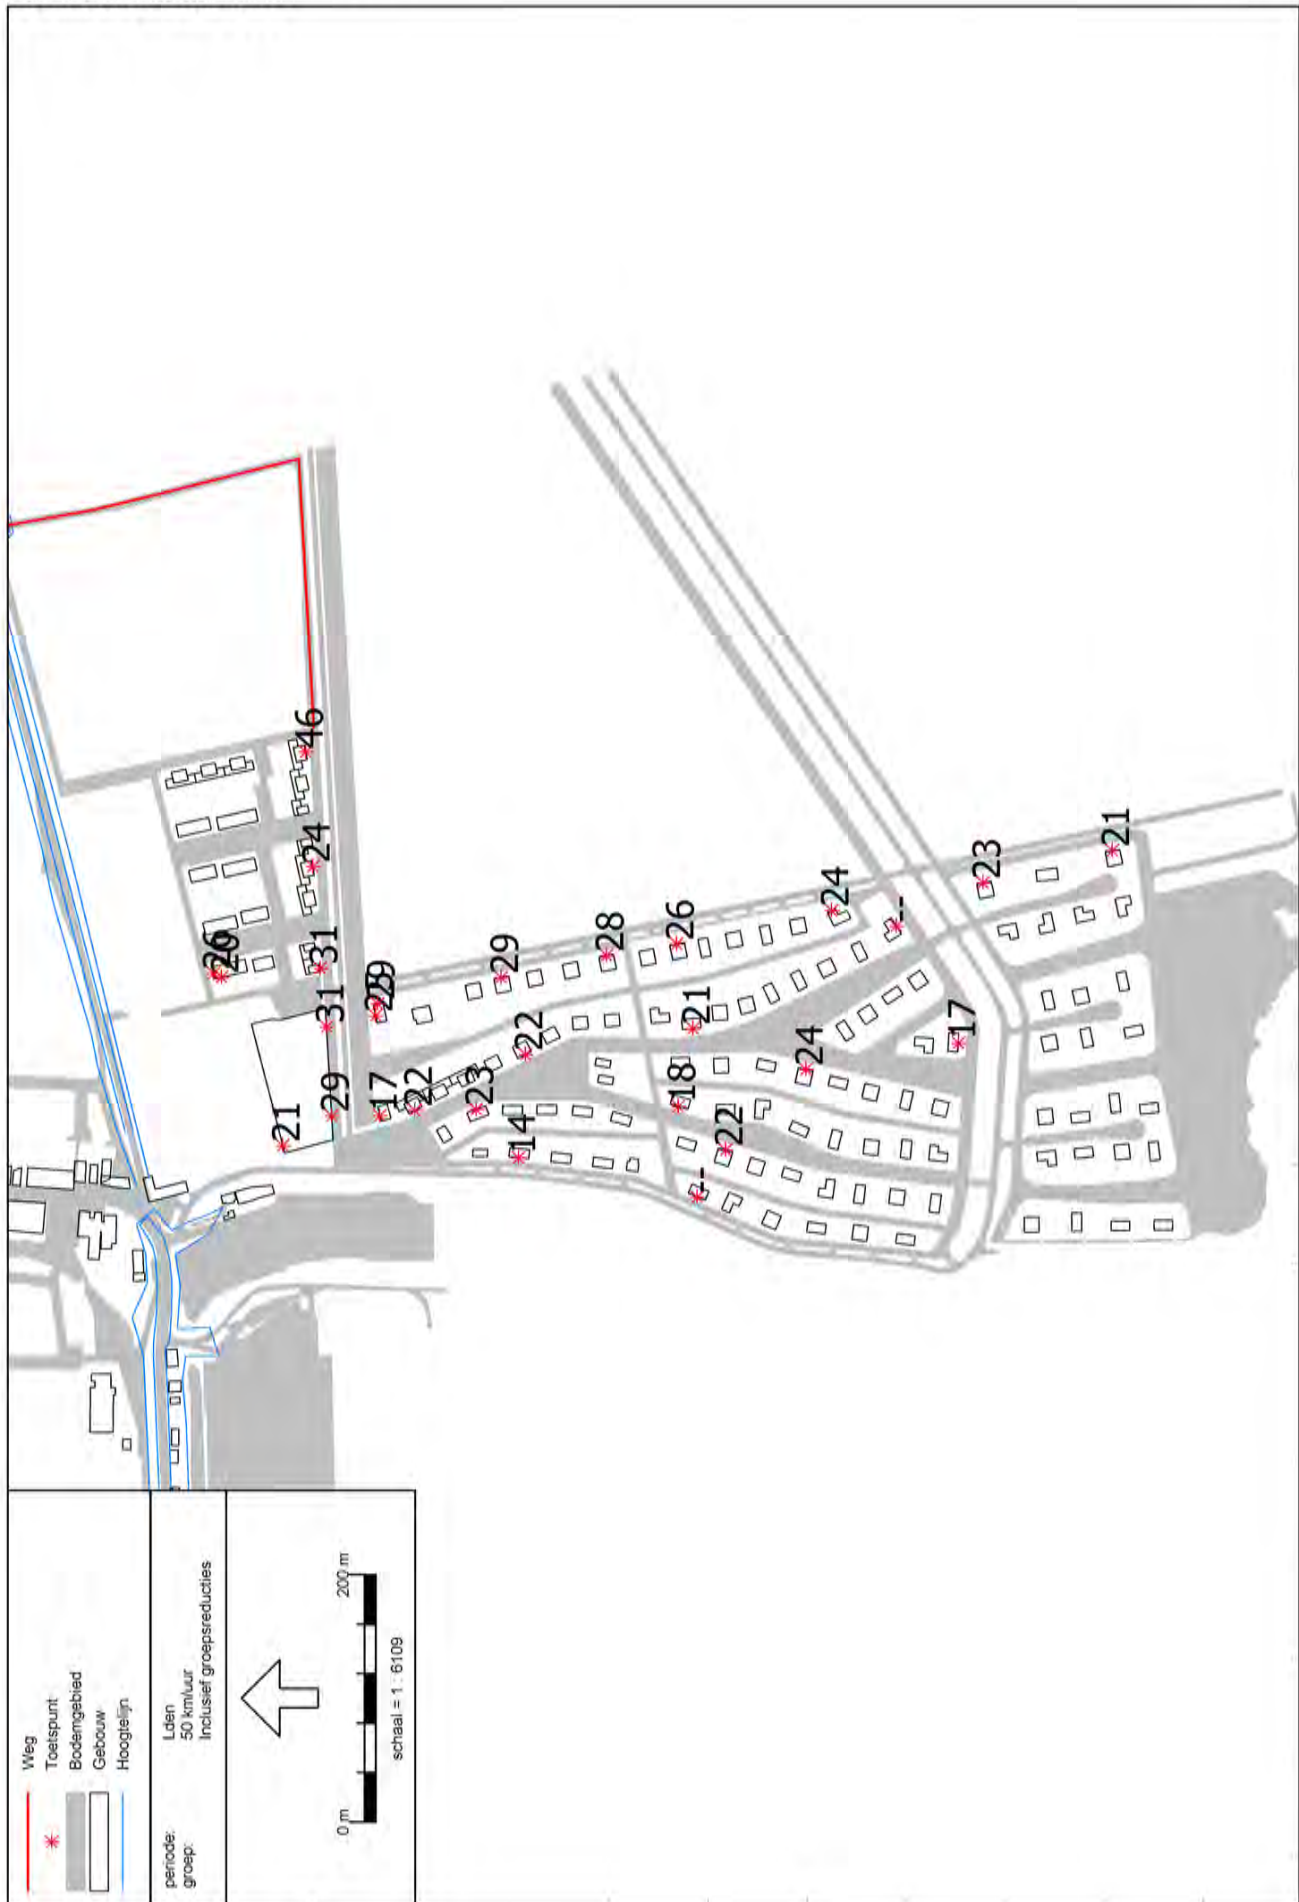 Weg
Toetspunt
Bodemgebied
Gebouw
Hoogtelijn
periode: Lden
groep: 50 km/uur
Inclusief groepsreducties
0 m 200 m
schaal = 1 : 6109
46
24
31
31
29
21
29
17
22
23
14
22
29
28
26
21
18
22
--
24
24
--
17
23
21